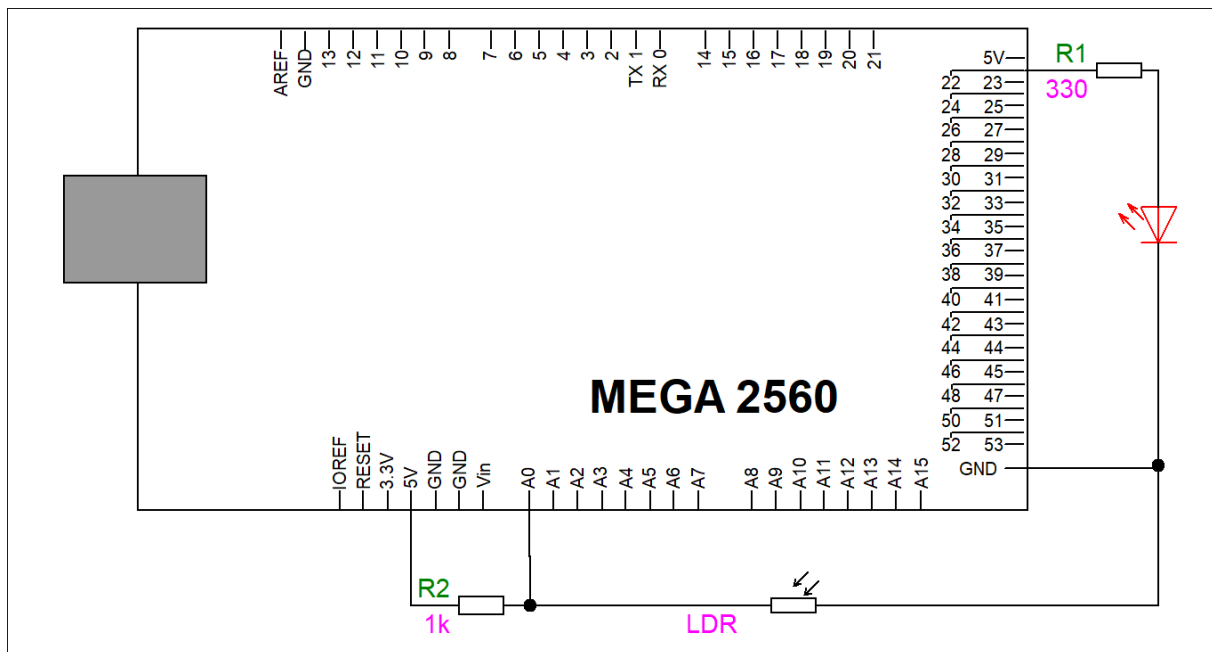 AREF GND 13 12 11 10 9 8 7 6 5 4 3 2 TX 1 RX 0 14 15 16 17 18 19 20 21
5V
R1
330
22 23
24 25
26 27
28 29
30 31
32 33
34 35
36 37
38 39
40 41
42 43
44 44
46 45
48 47
50 51
52 53
GND
MEGA 2560
IOREF RESET 3.3V 5V GND GND Vin A0 A1 A2 A3 A4 A5 A6 A7 A8 A9 A10 A11 A12 A13 A14 A15
R2
1k
LDR